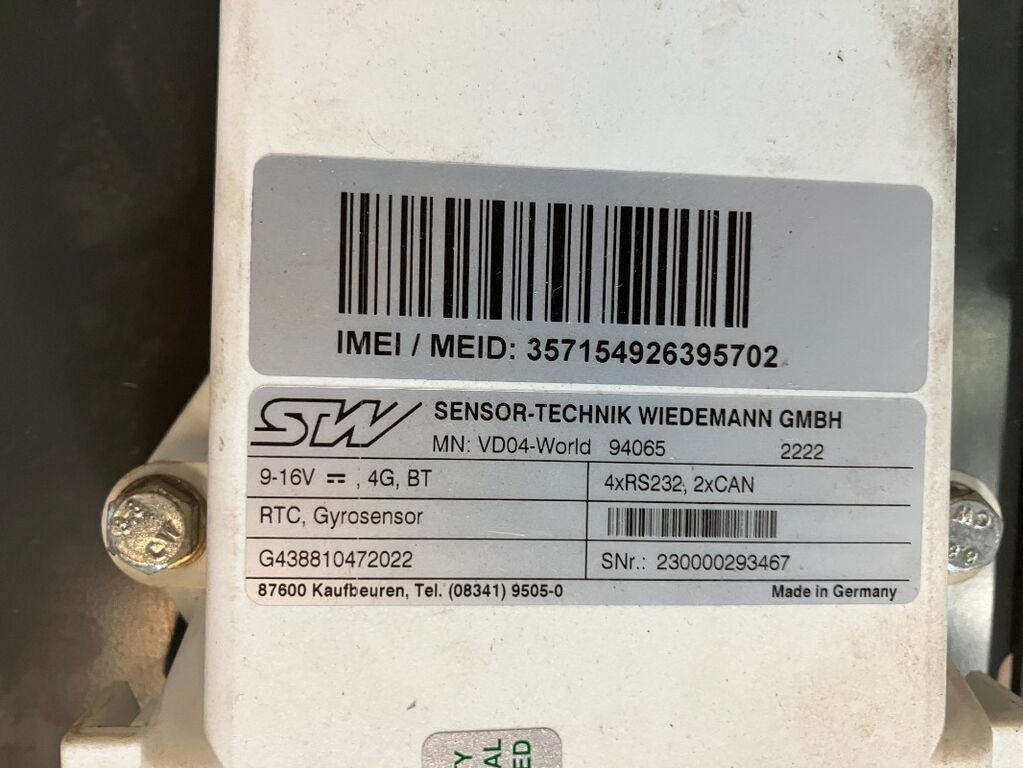 IMEI / MEID: 357154926395702
STW SENSOR-TECHNIK WIEDEMANN GMBH
MN: VD04-World 94065 2222
9-16V ⎓ , 4G, BT 4xRS232, 2xCAN
RTC, Gyrosensor
G438810472022 SNr.: 230000293467
87600 Kaufbeuren, Tel. (08341) 9505-0 Made in Germany